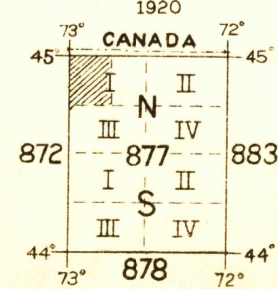 1920
73° 72°
CANADA
45° 45°
I II
N
III IV
872 877 883
I II
S
III IV
44° 44°
73° 72°
878